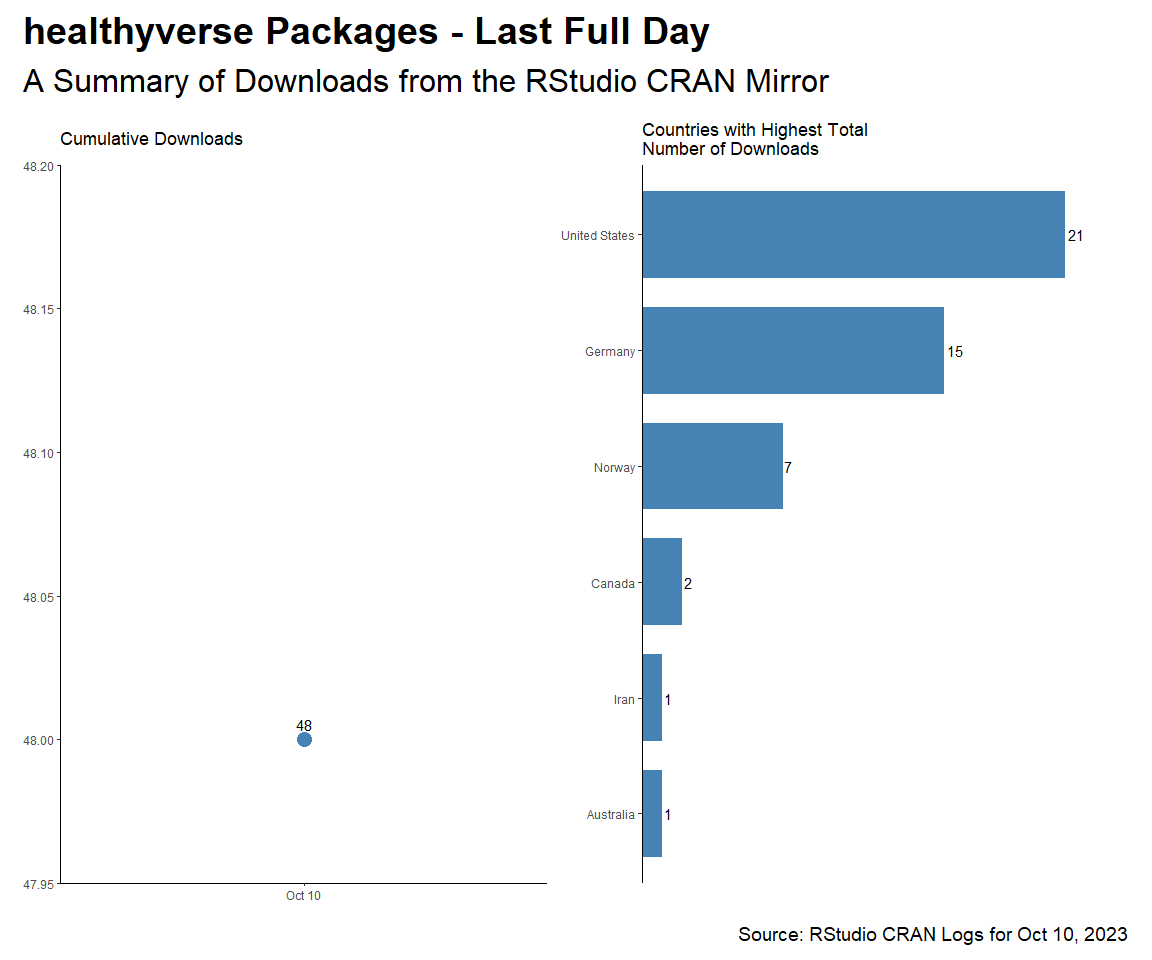 healthyverse Packages - Last Full Day
A Summary of Downloads from the RStudio CRAN Mirror
Cumulative Downloads
48.20
48.15
48.10
48.05
48.00
47.95
48
Oct 10
Countries with Highest Total
Number of Downloads
United States
21
Germany
15
Norway
7
Canada
2
Iran
1
Australia
1
Source: RStudio CRAN Logs for Oct 10, 2023